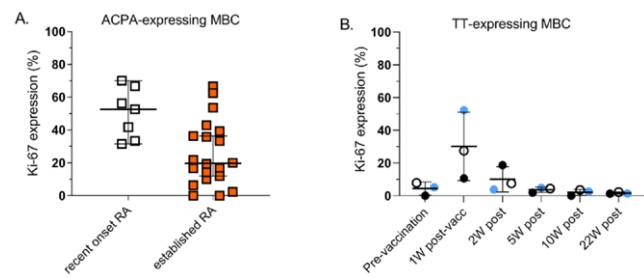 A.
ACPA-expressing MBC
Ki-67 expression (%)
100
80
60
40
20
0
recent onset RA
established RA
B.
TT-expressing MBC
Ki-67 expression (%)
100
80
60
40
20
0
Pre-vaccination
1W post-vacc
2W post
5W post
10W post
22W post